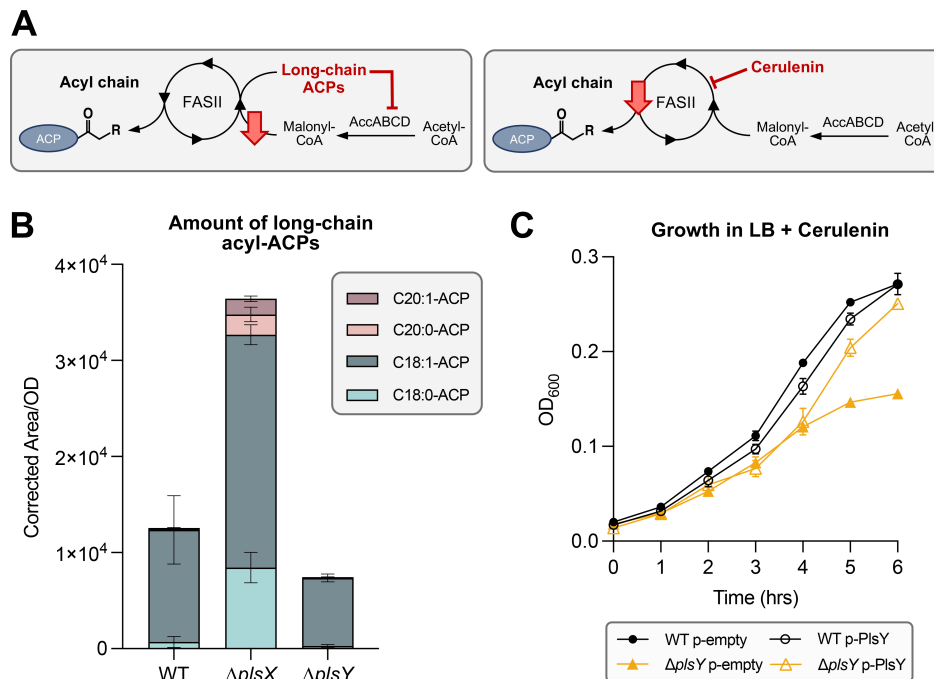 A
Acyl chain
FASII
Long-chain
ACPs
ACP
O
R
Malonyl-
CoA
AccABCD
Acetyl-
CoA
Acyl chain
FASII
Cerulenin
ACP
O
R
Malonyl-
CoA
AccABCD
CoA
B
Amount of long-chain
acyl-ACPs
Corrected Area/OD
4×10⁴
3×10⁴
2×10⁴
1×10⁴
0
C20:1-ACP
C20:0-ACP
C18:1-ACP
C18:0-ACP
WT
ΔplsX
ΔplsY
C
Growth in LB + Cerulenin
OD₆₀₀
0.3
0.2
0.1
0.0
0 1 2 3 4 5 6
Time (hrs)
WT p-empty WT p-PlsY
ΔplsY p-empty ΔplsY p-PlsY